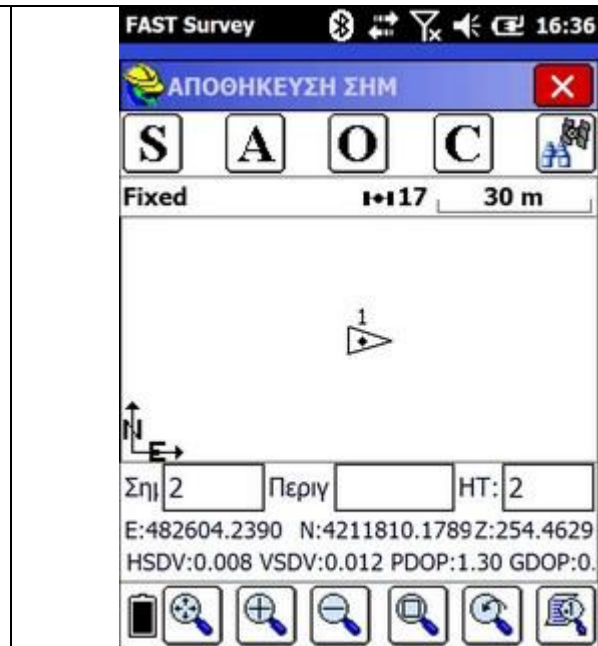 FAST Survey 16:36
ΑΠΟΘΗΚΕΥΣΗ ΣΗΜ
S A O C
Fixed 17 30 m
1
N
E
Σημ 2 Περιγ HT: 2
E:482604.2390 N:4211810.1789 Z:254.4629
HSDV:0.008 VSDV:0.012 PDOP:1.30 GDOP:0.